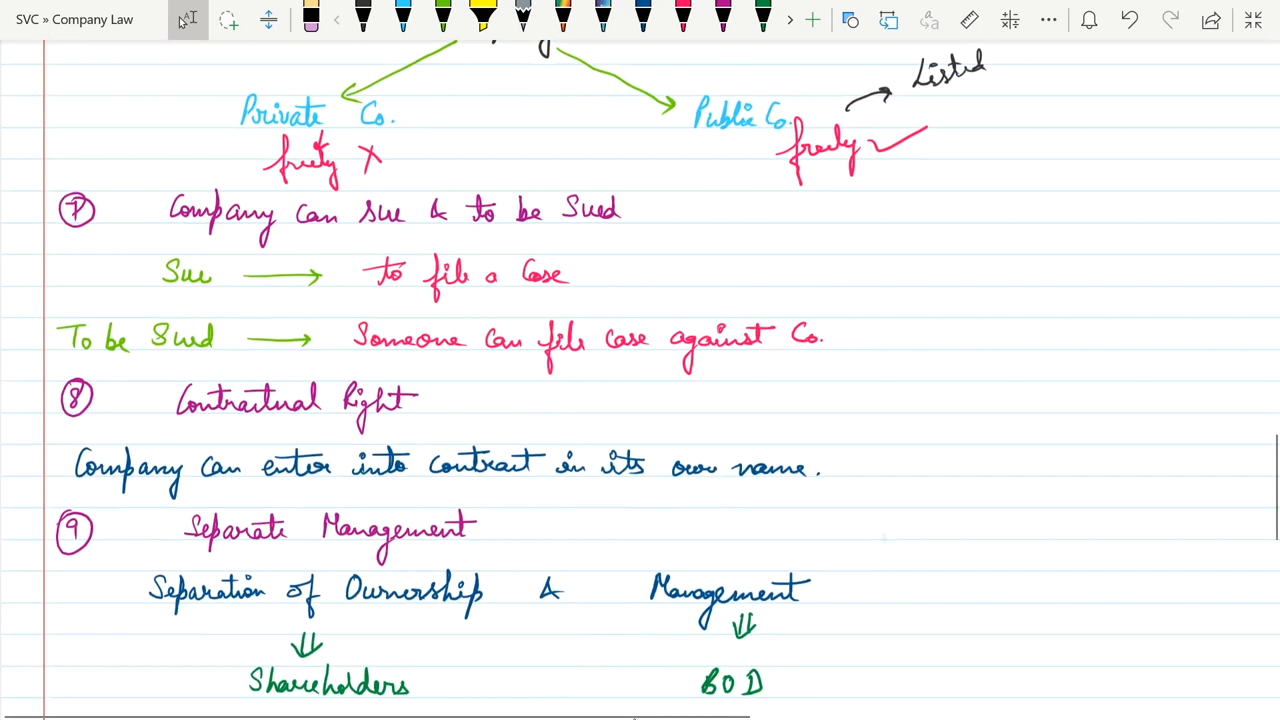 SVC » Company Law
Listed
Private Co.
Public Co.
freely X
freely ✓
7 Company can sue & to be Sued
Sue → to file a Case
To be Sued → Someone can file case against Co.
8 Contractual Right
Company can enter into contract in its own name.
9 Separate Management
Separation of Ownership & Management
Shareholders BOD